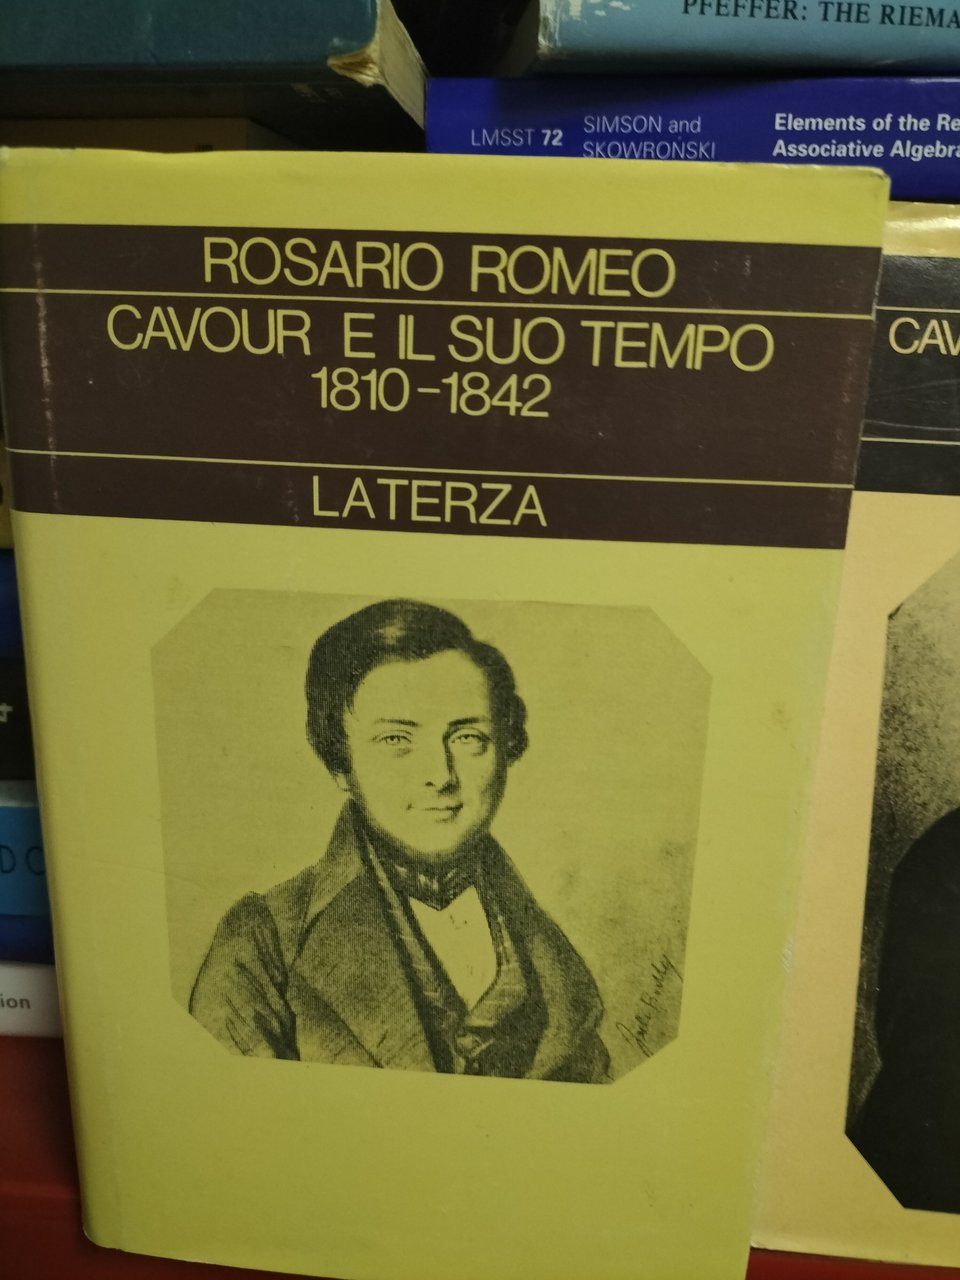 PFEFFER: THE RIEMA
LMSST 72
SIMSON and
SKOWROŃSKI
Elements of the Re
Associative Algebra
ROSARIO ROMEO
CAVOUR E IL SUO TEMPO
1810-1842
LATERZA
CAV
D C
ion